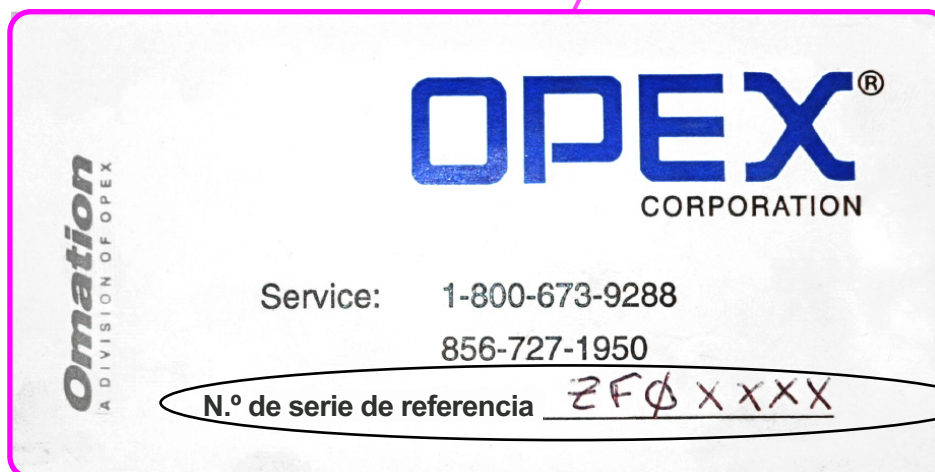 OPEX®
CORPORATION
Omation
A DIVISION OF OPEX
Service: 1-800-673-9288
856-727-1950
N.º de serie de referencia ZFØXXXX